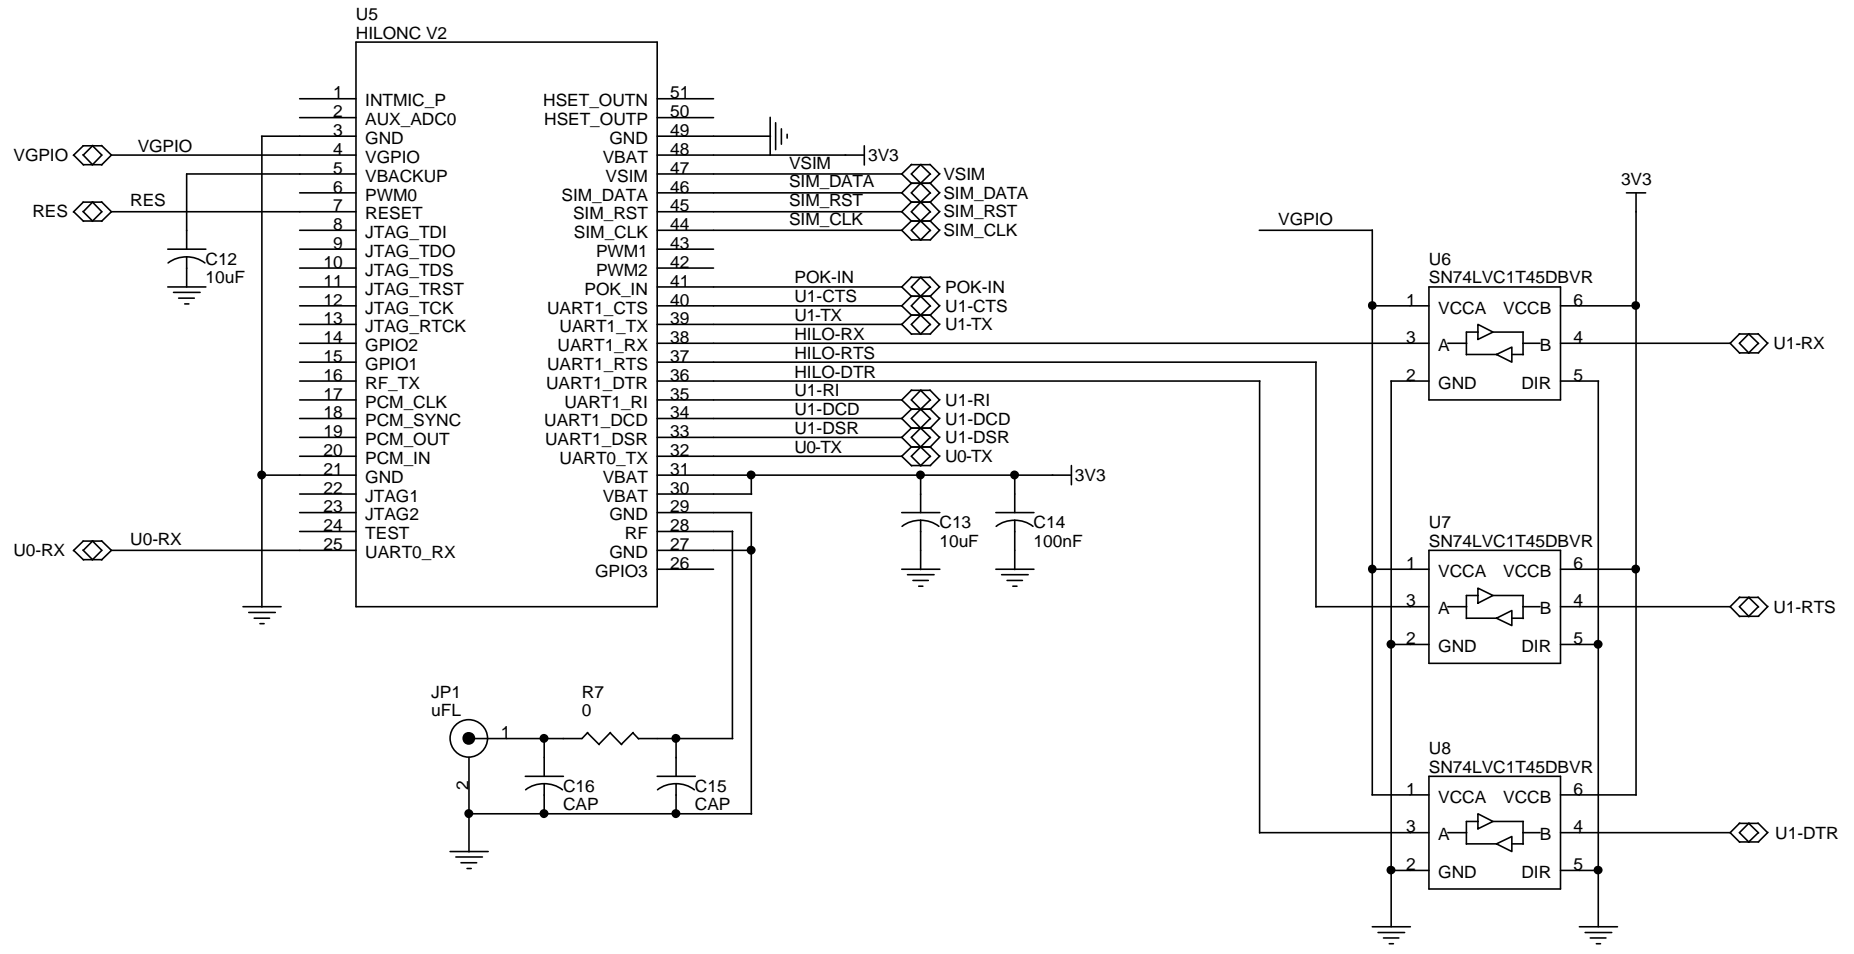 U5
HILONC V2
1 INTMIC_P
2 AUX_ADC0
3 GND
VGPIO VGPIO 4 VGPIO
5 VBACKUP
6 PWM0
RES RES 7 RESET
8 JTAG_TDI
9 JTAG_TDO
10 JTAG_TDS
11 JTAG_TRST
12 JTAG_TCK
13 JTAG_RTCK
14 GPIO2
15 GPIO1
16 RF_TX
17 PCM_CLK
18 PCM_SYNC
19 PCM_OUT
20 PCM_IN
21 GND
22 JTAG1
23 JTAG2
24 TEST
U0-RX U0-RX 25 UART0_RX
C12
10uF
HSET_OUTN 51
HSET_OUTP 50
GND 49
VBAT 48 3V3
VSIM 47 VSIM VSIM
SIM_DATA 46 SIM_DATA SIM_DATA
SIM_RST 45 SIM_RST SIM_RST
SIM_CLK 44 SIM_CLK SIM_CLK
PWM1 43
PWM2 42
POK_IN 41 POK-IN POK-IN
UART1_CTS 40 U1-CTS U1-CTS
UART1_TX 39 U1-TX U1-TX
UART1_RX 38 HILO-RX
UART1_RTS 37 HILO-RTS
UART1_DTR 36 HILO-DTR
UART1_RI 35 U1-RI U1-RI
UART1_DCD 34 U1-DCD U1-DCD
UART1_DSR 33 U1-DSR U1-DSR
UART0_TX 32 U0-TX U0-TX
VBAT 31 3V3
VBAT 30
GND 29
RF 28
GND 27
GPIO3 26
C13
10uF
C14
100nF
JP1
uFL
1
2
R7
0
C16
CAP
C15
CAP
3V3
VGPIO
U6
SN74LVC1T45DBVR
1 VCCA VCCB 6
3 A B 4 U1-RX
2 GND DIR 5
U7
SN74LVC1T45DBVR
1 VCCA VCCB 6
3 A B 4 U1-RTS
2 GND DIR 5
U8
SN74LVC1T45DBVR
1 VCCA VCCB 6
3 A B 4 U1-DTR
2 GND DIR 5